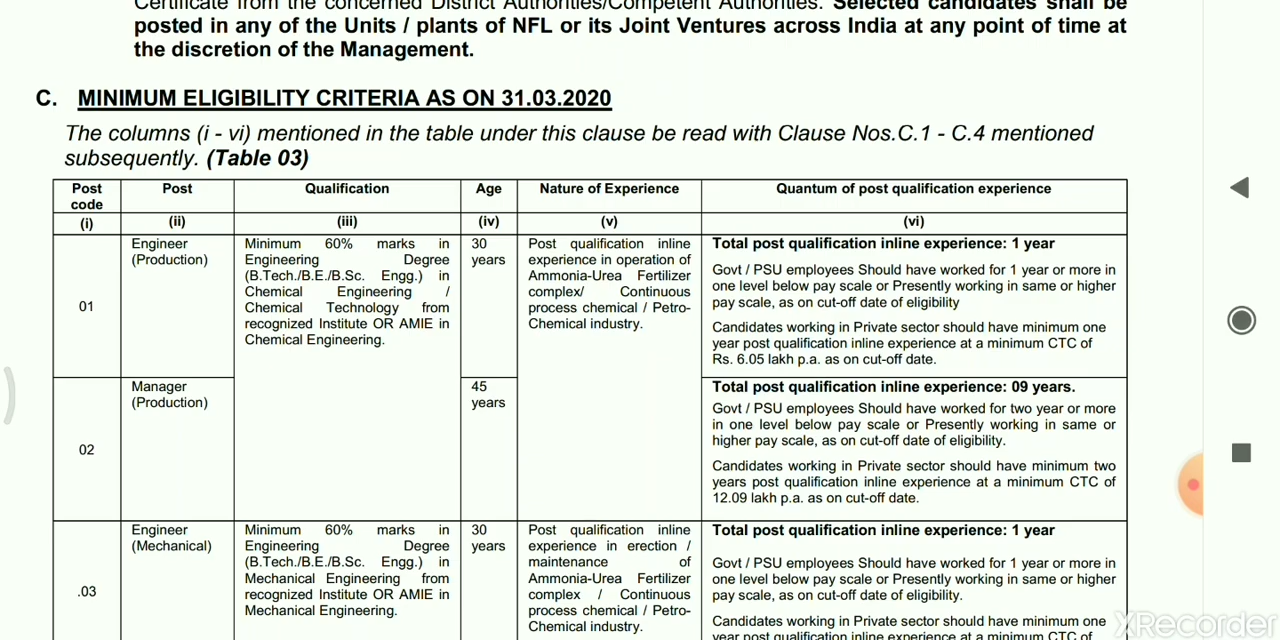 Certificate from the concerned District Authorities/Competent Authorities. Selected candidates shall be
posted in any of the Units / plants of NFL or its Joint Ventures across India at any point of time at
the discretion of the Management.
C. MINIMUM ELIGIBILITY CRITERIA AS ON 31.03.2020
The columns (i - vi) mentioned in the table under this clause be read with Clause Nos.C.1 - C.4 mentioned
subsequently. (Table 03)
Post code
Post
Qualification
Age
Nature of Experience
Quantum of post qualification experience
(i)
(ii)
(iii)
(iv)
(v)
(vi)
01
Engineer
(Production)
Minimum 60% marks in
Engineering Degree
(B.Tech./B.E./B.Sc. Engg.) in
Chemical Engineering /
Chemical Technology from
recognized Institute OR AMIE in
Chemical Engineering.
30
years
Post qualification inline
experience in operation of
Ammonia-Urea Fertilizer
complex/ Continuous
process chemical / Petro-
Chemical industry.
Total post qualification inline experience: 1 year
Govt / PSU employees Should have worked for 1 year or more in
one level below pay scale or Presently working in same or higher
pay scale, as on cut-off date of eligibility
Candidates working in Private sector should have minimum one
year post qualification inline experience at a minimum CTC of
Rs. 6.05 lakh p.a. as on cut-off date.
02
Manager
(Production)
45
years
Total post qualification inline experience: 09 years.
Govt / PSU employees Should have worked for two year or more
in one level below pay scale or Presently working in same or
higher pay scale, as on cut-off date of eligibility.
Candidates working in Private sector should have minimum two
years post qualification inline experience at a minimum CTC of
12.09 lakh p.a. as on cut-off date.
.03
Engineer
(Mechanical)
Minimum 60% marks in
Engineering Degree
(B.Tech./B.E./B.Sc. Engg.) in
Mechanical Engineering from
recognized Institute OR AMIE in
Mechanical Engineering.
30
years
Post qualification inline
experience in erection /
maintenance of
Ammonia-Urea Fertilizer
complex / Continuous
process chemical / Petro-
Chemical industry.
Total post qualification inline experience: 1 year
Govt / PSU employees Should have worked for 1 year or more in
one level below pay scale or Presently working in same or higher
pay scale, as on cut-off date of eligibility.
Candidates working in Private sector should have minimum one
year post qualification inline experience at a minimum CTC of
XRecorder